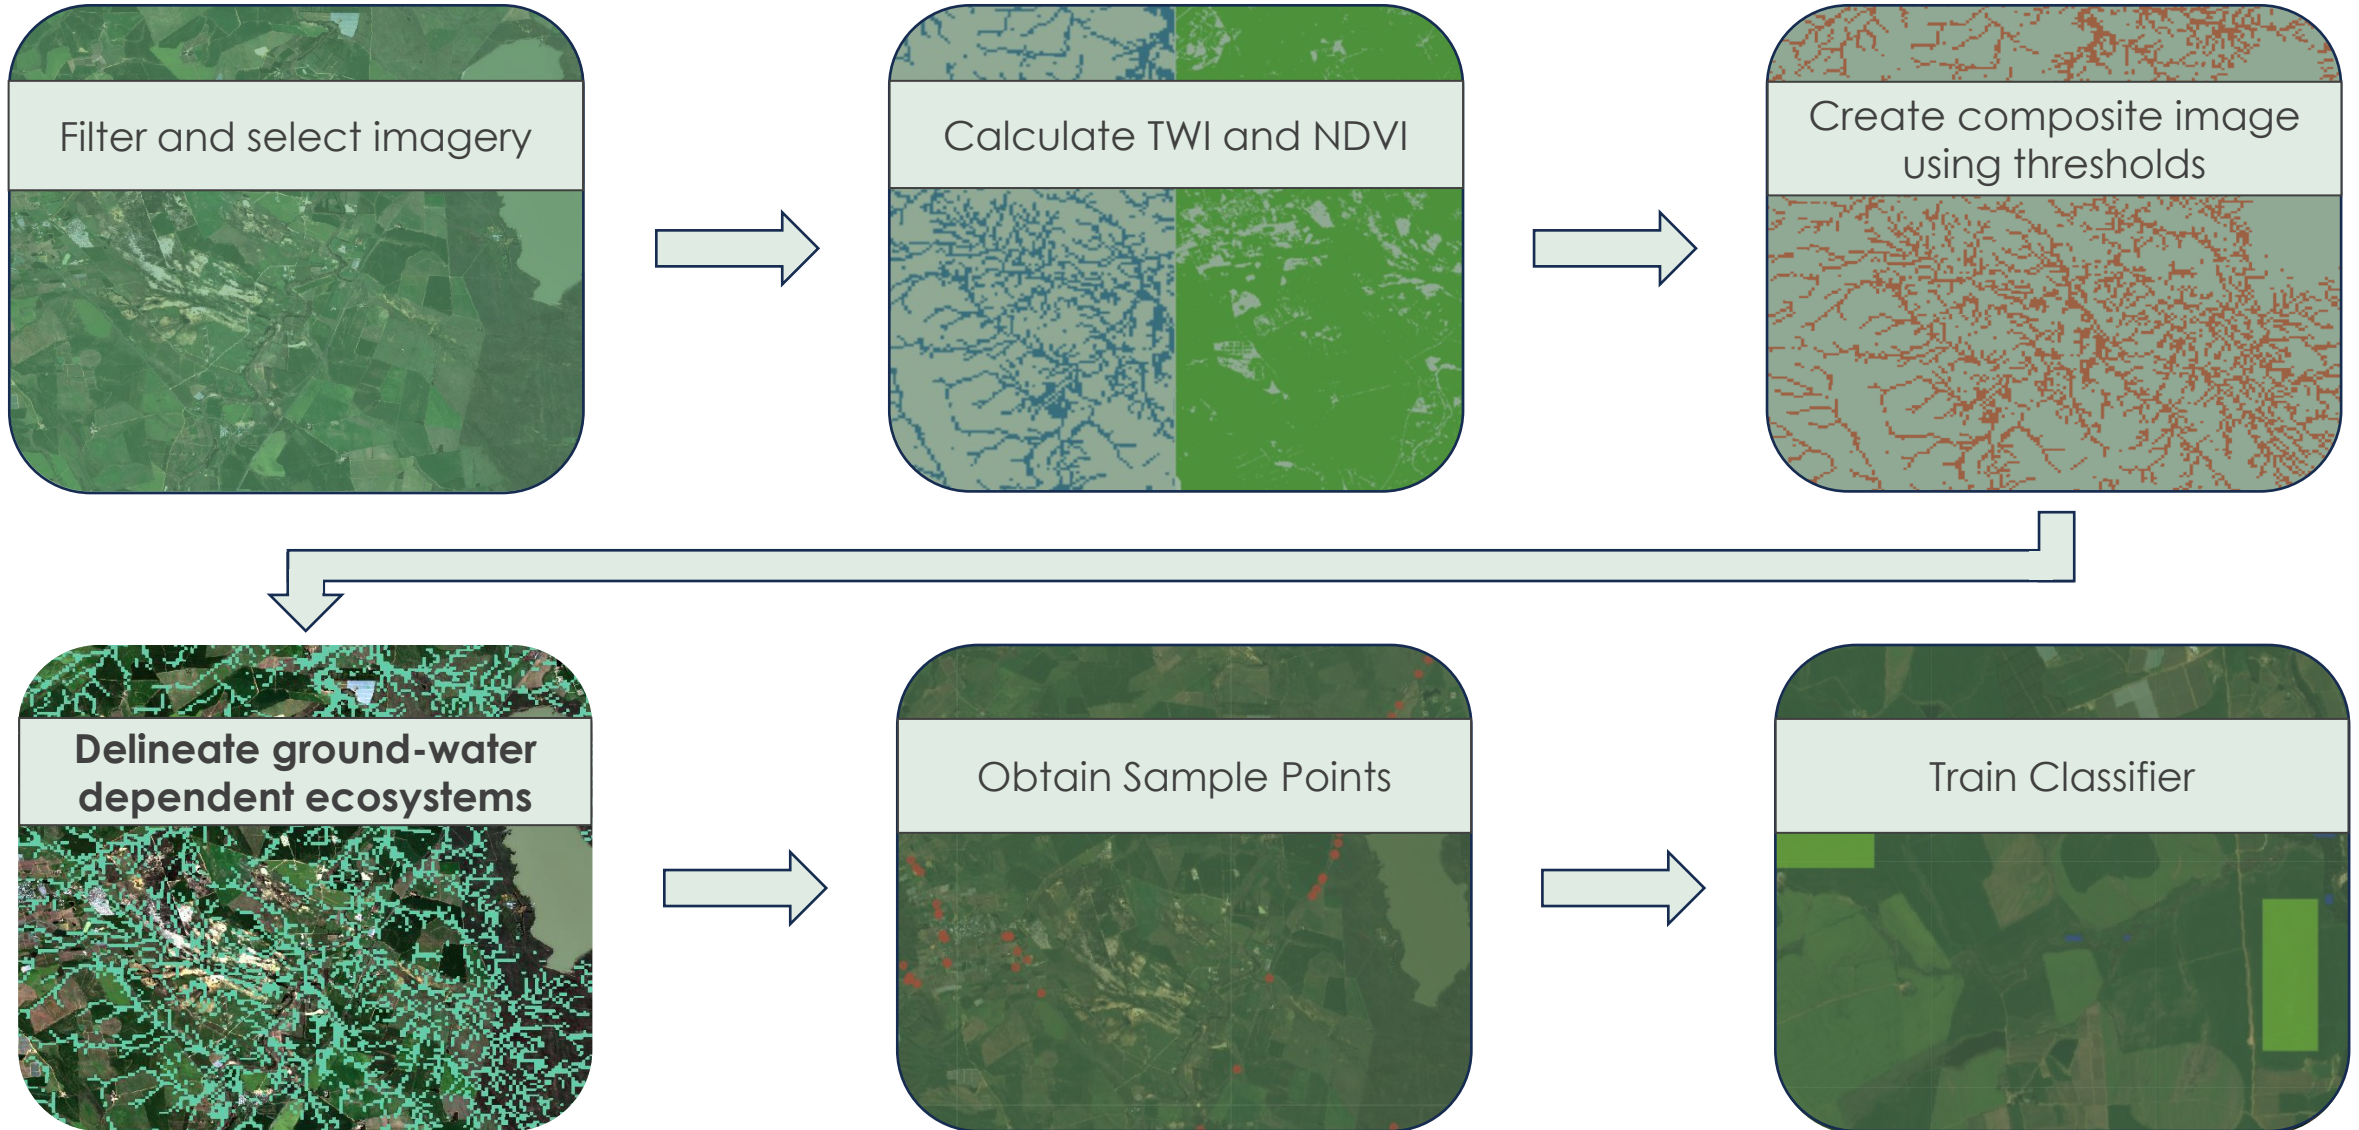 Filter and select imagery
Calculate TWI and NDVI
Create composite image
using thresholds
Delineate ground-water
dependent ecosystems
Obtain Sample Points
Train Classifier